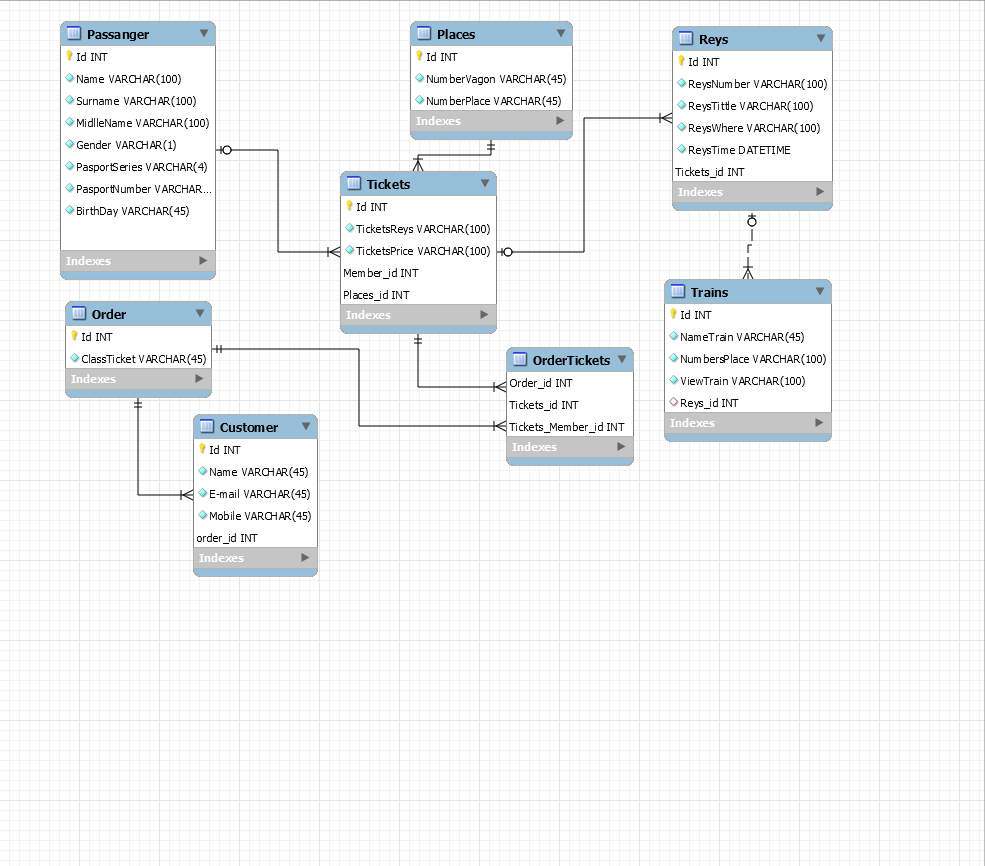 Passanger
Id INT
Name VARCHAR(100)
Surname VARCHAR(100)
MidlleName VARCHAR(100)
Gender VARCHAR(1)
PasportSeries VARCHAR(4)
PasportNumber VARCHAR...
BirthDay VARCHAR(45)
Indexes
Places
Id INT
NumberVagon VARCHAR(45)
NumberPlace VARCHAR(45)
Indexes
Reys
Id INT
ReysNumber VARCHAR(100)
ReysTittle VARCHAR(100)
ReysWhere VARCHAR(100)
ReysTime DATETIME
Tickets_id INT
Indexes
Tickets
Id INT
TicketsReys VARCHAR(100)
TicketsPrice VARCHAR(100)
Member_id INT
Places_id INT
Indexes
Trains
Id INT
NameTrain VARCHAR(45)
NumbersPlace VARCHAR(100)
ViewTrain VARCHAR(100)
Reys_id INT
Indexes
Order
Id INT
ClassTicket VARCHAR(45)
Indexes
OrderTickets
Order_id INT
Tickets_id INT
Tickets_Member_id INT
Indexes
Customer
Id INT
Name VARCHAR(45)
E-mail VARCHAR(45)
Mobile VARCHAR(45)
order_id INT
Indexes